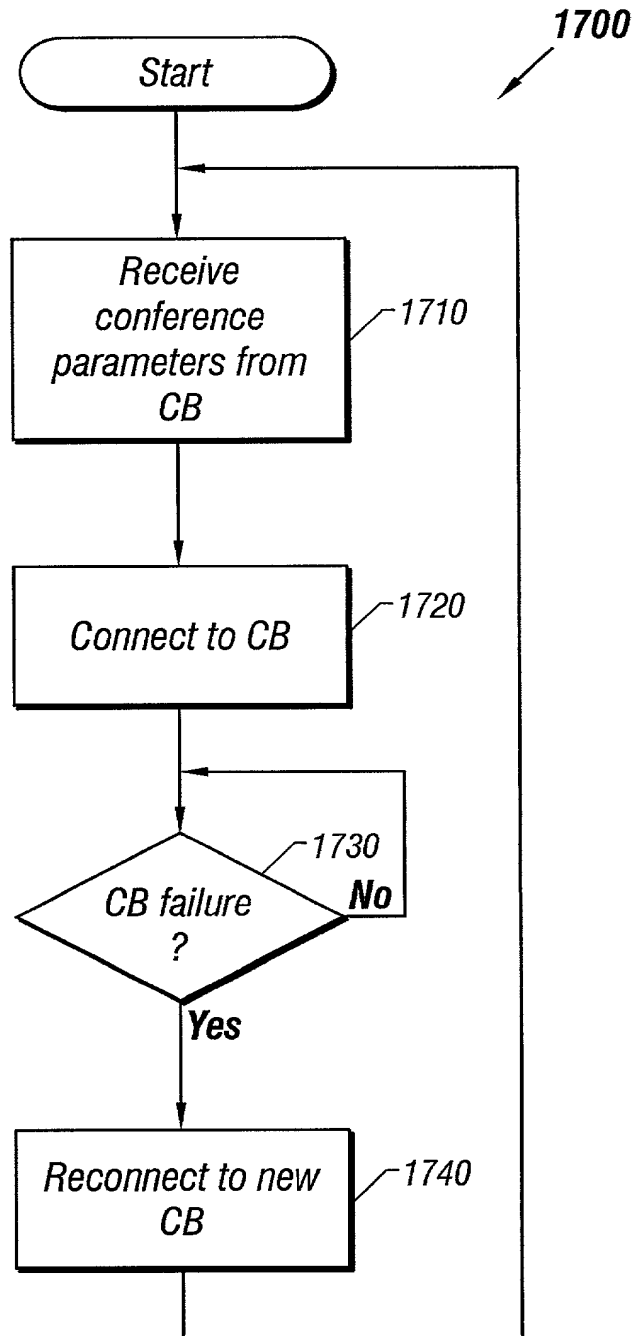 1700
Start
Receive
conference
parameters from
CB
1710
Connect to CB
1720
CB failure
?
1730
No
Yes
Reconnect to new
CB
1740